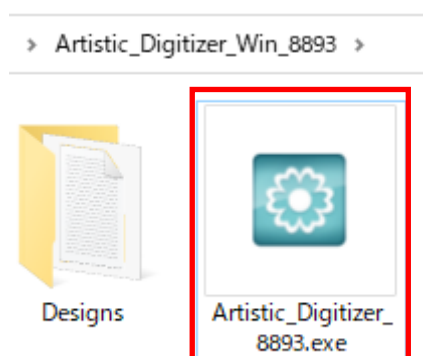 > Artistic_Digitizer_Win_8893 >
Designs
Artistic_Digitizer_
8893.exe